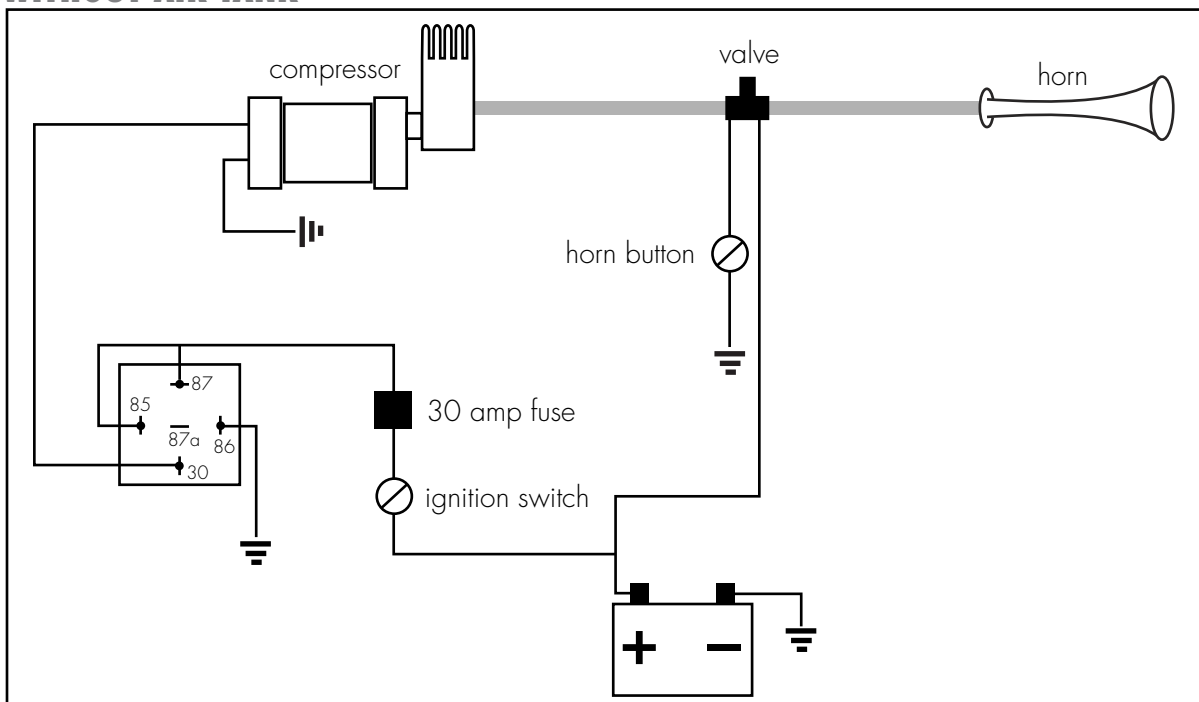 compressor
valve
horn
horn button
87
85
87a
86
30
30 amp fuse
ignition switch
+ −